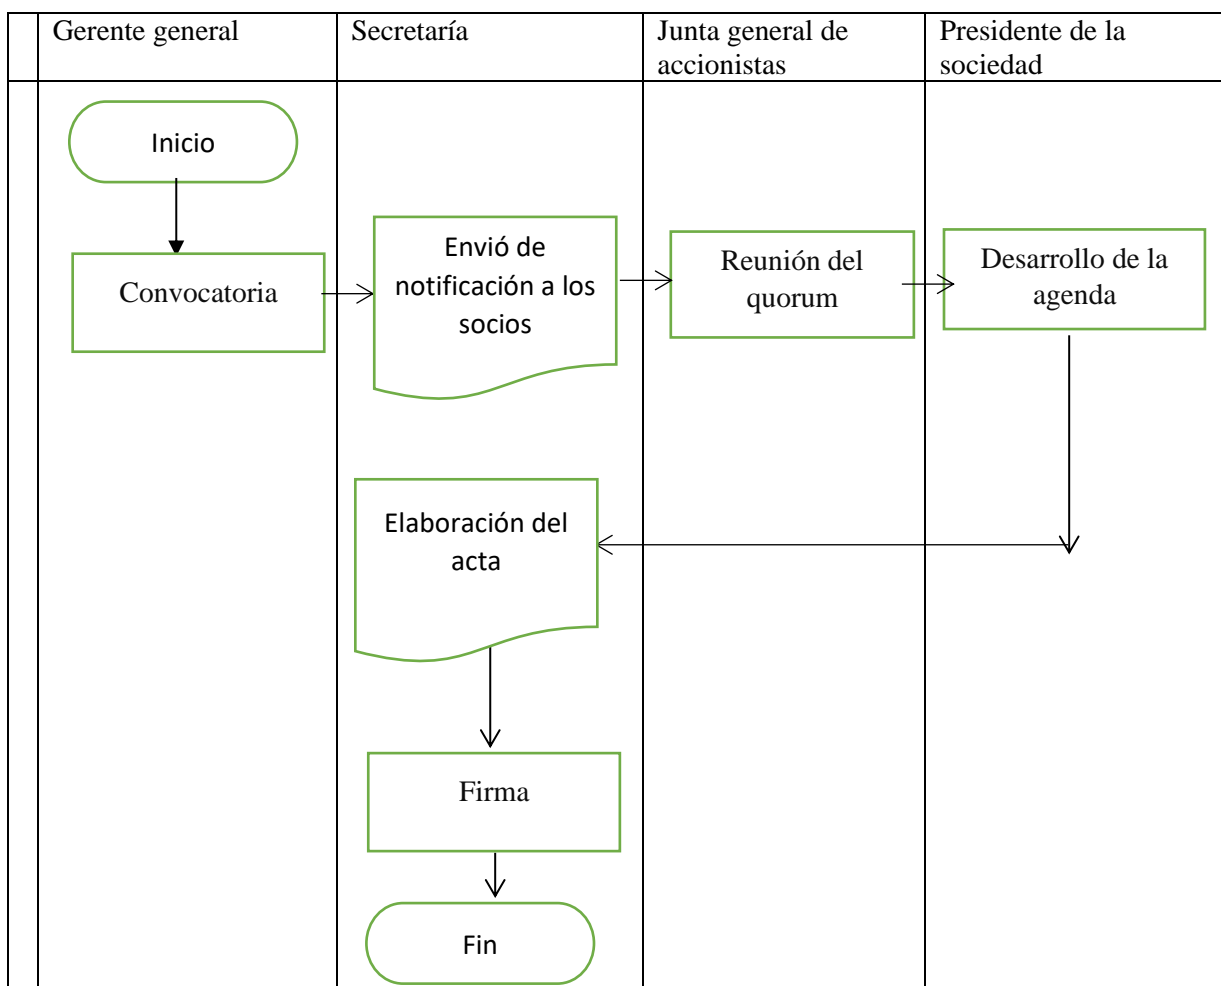 Gerente general
Secretaría
Junta general de
accionistas
Presidente de la
sociedad
Inicio
Convocatoria
Envió de
notificación a los
socios
Reunión del
quorum
Desarrollo de la
agenda
Elaboración del
acta
Firma
Fin